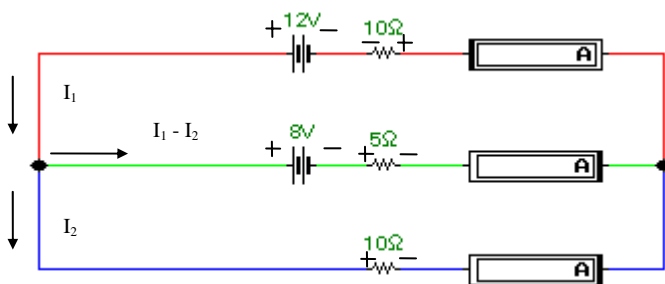 + 12V − 10Ω
− +
A
I₁
I₁ - I₂
+ 8V − 5Ω
+ −
A
I₂
10Ω
+ −
A